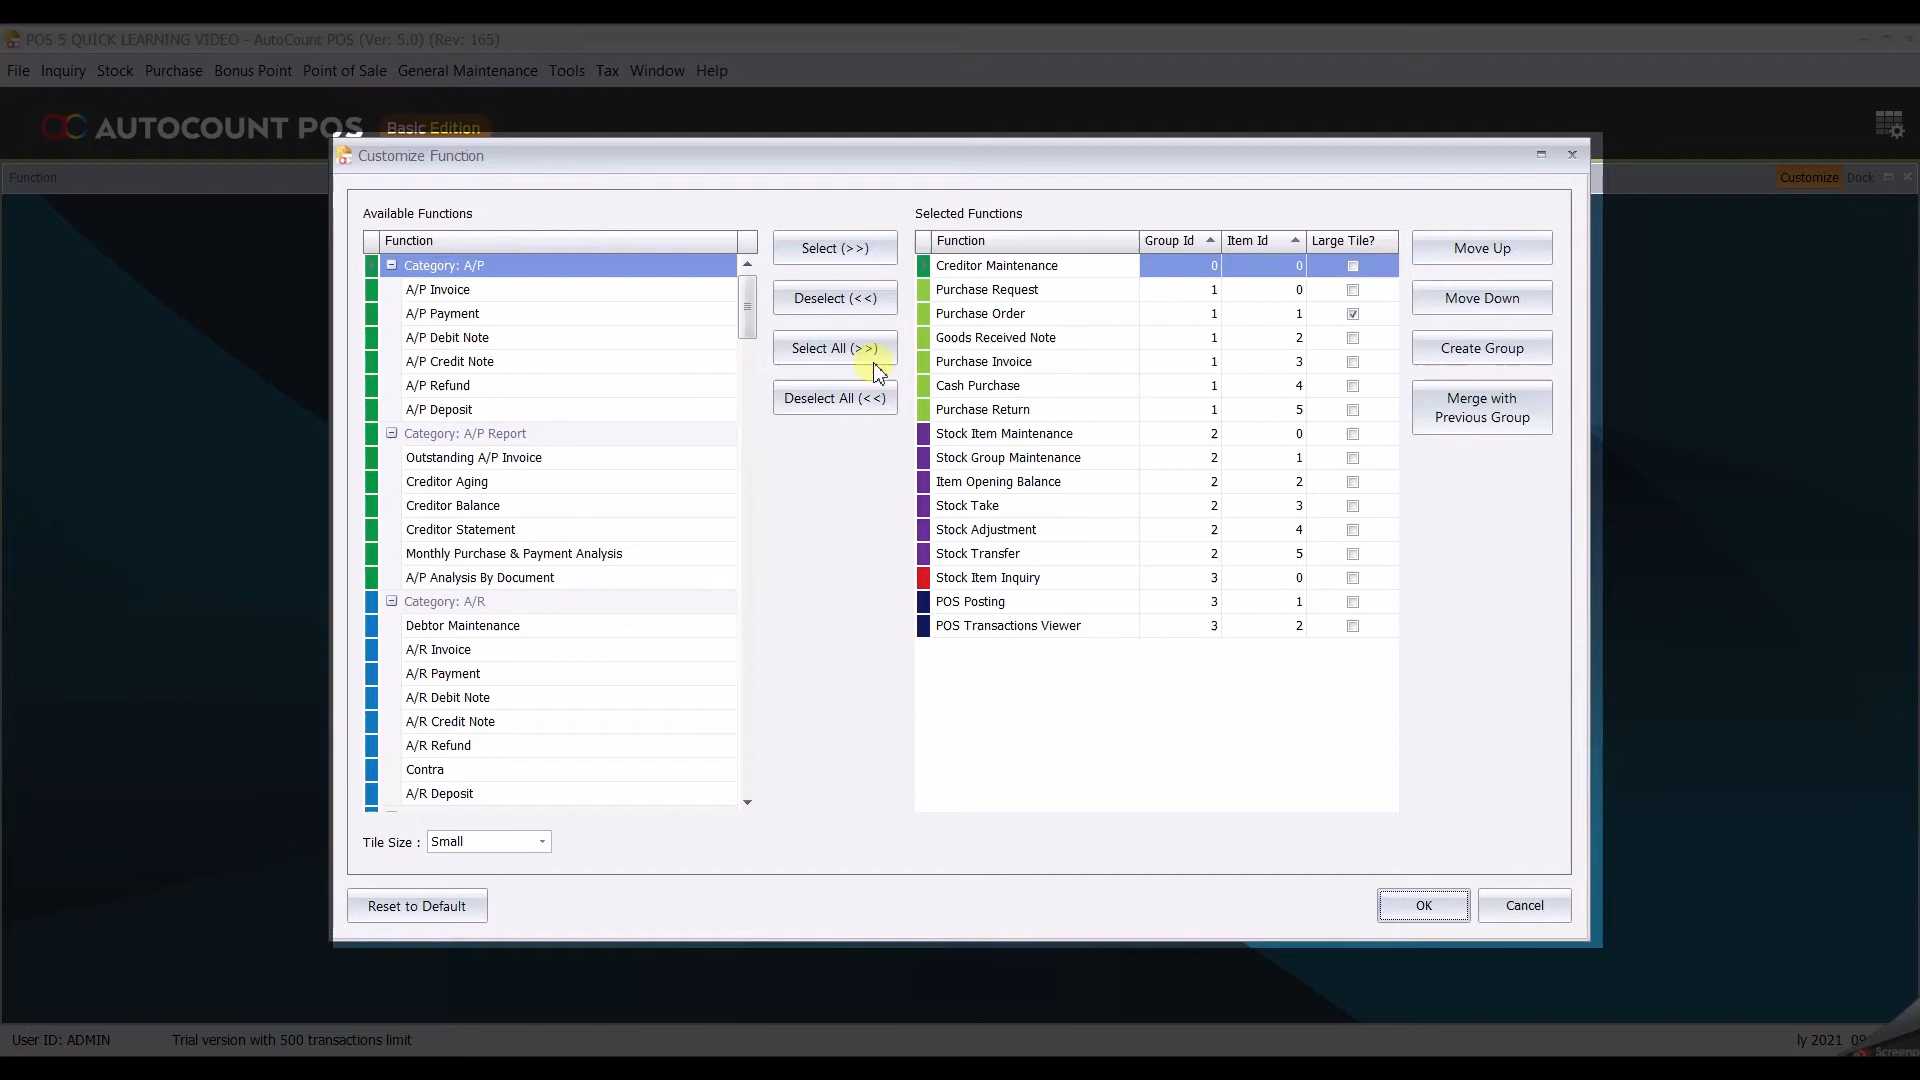 POS 5 QUICK LEARNING VIDEO - AutoCount POS (Ver: 5.0) (Rev: 165)
File Inquiry Stock Purchase Bonus Point Point of Sale General Maintenance Tools Tax Window Help
AUTOCOUNT POS Basic Edition
Function Customize Dock
Customize Function
Available Functions
Function
Category: A/P
A/P Invoice
A/P Payment
A/P Debit Note
A/P Credit Note
A/P Refund
A/P Deposit
Category: A/P Report
Outstanding A/P Invoice
Creditor Aging
Creditor Balance
Creditor Statement
Monthly Purchase & Payment Analysis
A/P Analysis By Document
Category: A/R
Debtor Maintenance
A/R Invoice
A/R Payment
A/R Debit Note
A/R Credit Note
A/R Refund
Contra
A/R Deposit
Select (>>)
Deselect (<<)
Select All (>>)
Deselect All (<<)
Selected Functions
Function Group Id Item Id Large Tile?
Creditor Maintenance 0 0
Purchase Request 1 0
Purchase Order 1 1
Goods Received Note 1 2
Purchase Invoice 1 3
Cash Purchase 1 4
Purchase Return 1 5
Stock Item Maintenance 2 0
Stock Group Maintenance 2 1
Item Opening Balance 2 2
Stock Take 2 3
Stock Adjustment 2 4
Stock Transfer 2 5
Stock Item Inquiry 3 0
POS Posting 3 1
POS Transactions Viewer 3 2
Move Up
Move Down
Create Group
Merge with
Previous Group
Tile Size : Small
Reset to Default
OK
Cancel
User ID: ADMIN Trial version with 500 transactions limit ly 2021